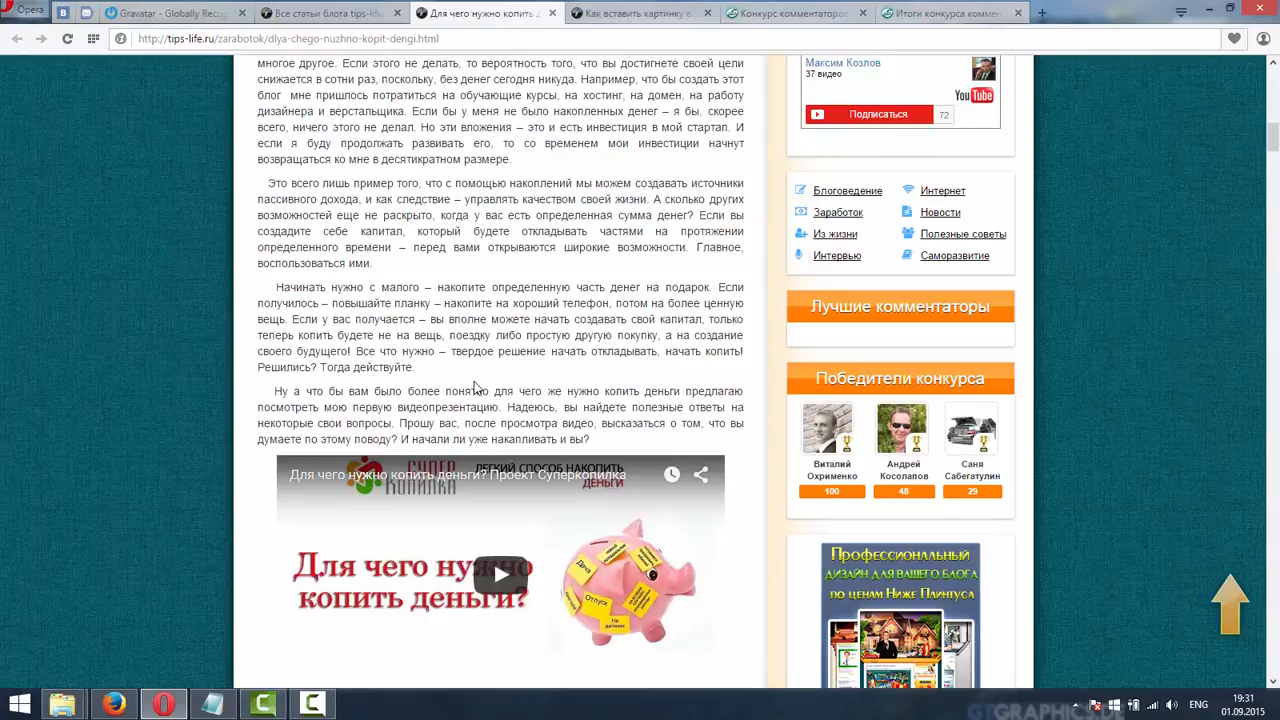 Opera
Gravatar - Globally Recog
Все статьи блога tips-life.
Для чего нужно копить д
Как вставить картинку в
Конкурс комментаторов
Итоги конкурса коммен
http://tips-life.ru/zarabotok/dlya-chego-nuzhno-kopit-dengi.html
многое другое. Если этого не делать, то вероятность того, что вы достигнете своей цели
снижается в сотни раз, поскольку, без денег сегодня никуда. Например, что бы создать этот
блог мне пришлось потратиться на обучающие курсы, на хостинг, на домен, на работу
дизайнера и верстальщика. Если бы у меня не было накопленных денег – я бы, скорее
всего, ничего этого не делал. Но эти вложения – это и есть инвестиция в мой стартап. И
если я буду продолжать развивать его, то со временем мои инвестиции начнут
возвращаться ко мне в десятикратном размере.
Это всего лишь пример того, что с помощью накоплений мы можем создавать источники
пассивного дохода, и как следствие – управлять качеством своей жизни. А сколько других
возможностей еще не раскрыто, когда у вас есть определенная сумма денег? Если вы
создадите себе капитал, который будете откладывать частями на протяжении
определенного времени – перед вами открываются широкие возможности. Главное,
воспользоваться ими.
Начинать нужно с малого – накопите определенную часть денег на подарок. Если
получилось – повышайте планку – накопите на хороший телефон, потом на более ценную
вещь. Если у вас получается – вы вполне можете начать создавать свой капитал, только
теперь копить будете не на вещь, поездку либо простую другую покупку, а на создание
своего будущего! Все что нужно – твердое решение начать откладывать, начать копить!
Решились? Тогда действуйте.
Ну а что бы вам было более понятно для чего же нужно копить деньги предлагаю
посмотреть мою первую видеопрезентацию. Надеюсь, вы найдете полезные ответы на
некоторые свои вопросы. Прошу вас, после просмотра видео, высказаться о том, что вы
думаете по этому поводу? И начали ли уже накапливать и вы?
Для чего нужно копить деньги? Проект Суперкопилка
СУПЕР
КОПИЛКА
ЛЕГКИЙ СПОСОБ НАКОПИТЬ
ДЕНЬГИ
Для чего нужно
копить деньги?
Дача
Отпуск
Максим Козлов
37 видео
YouTube
Подписаться
72
Блоговедение
Интернет
Заработок
Новости
Из жизни
Полезные советы
Интервью
Саморазвитие
Лучшие комментаторы
Победители конкурса
Виталий
Охрименко
100
Андрей
Косолапов
48
Саня
Сабегатулин
29
Профессиональный
дизайн для вашего блога
по ценам Ниже Плинтуса
ENG
19:31
01.09.2015